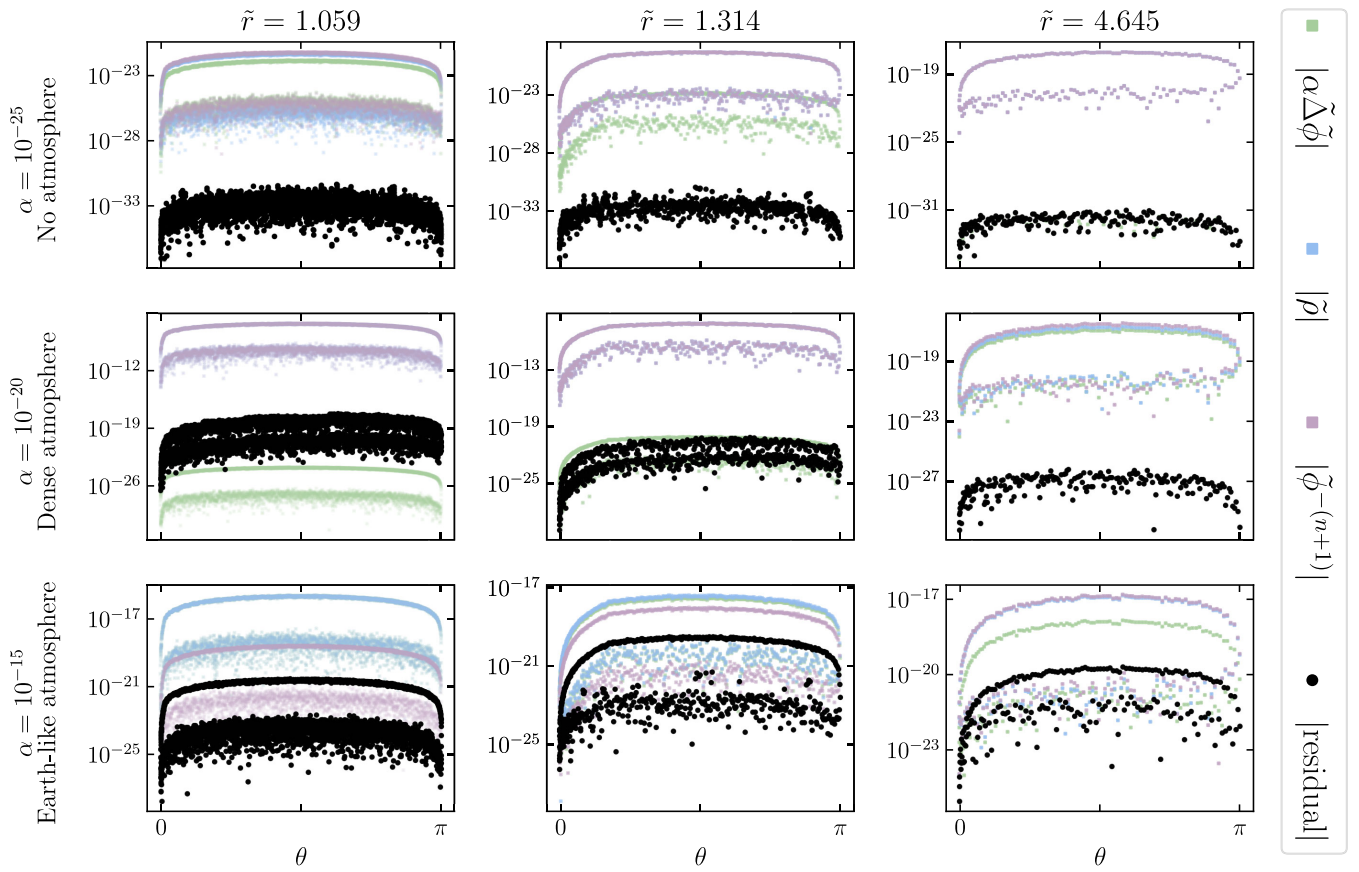 r̃ = 1.059
r̃ = 1.314
r̃ = 4.645
α = 10⁻²⁵
No atmosphere
10⁻²³
10⁻²⁸
10⁻³³
10⁻²³
10⁻²⁸
10⁻³³
10⁻¹⁹
10⁻²⁵
10⁻³¹
α = 10⁻²⁰
Dense atmopshere
10⁻¹²
10⁻¹⁹
10⁻²⁶
10⁻¹³
10⁻¹⁹
10⁻²⁵
10⁻¹⁹
10⁻²³
10⁻²⁷
α = 10⁻¹⁵
Earth-like atmosphere
10⁻¹⁷
10⁻²¹
10⁻²⁵
10⁻¹⁷
10⁻²¹
10⁻²⁵
10⁻¹⁷
10⁻²⁰
10⁻²³
0 π
0 π
0 π
θ
θ
θ
|αΔ̃φ̃|
|ρ̃|
|φ̃⁻⁽ⁿ⁺¹⁾|
|residual|